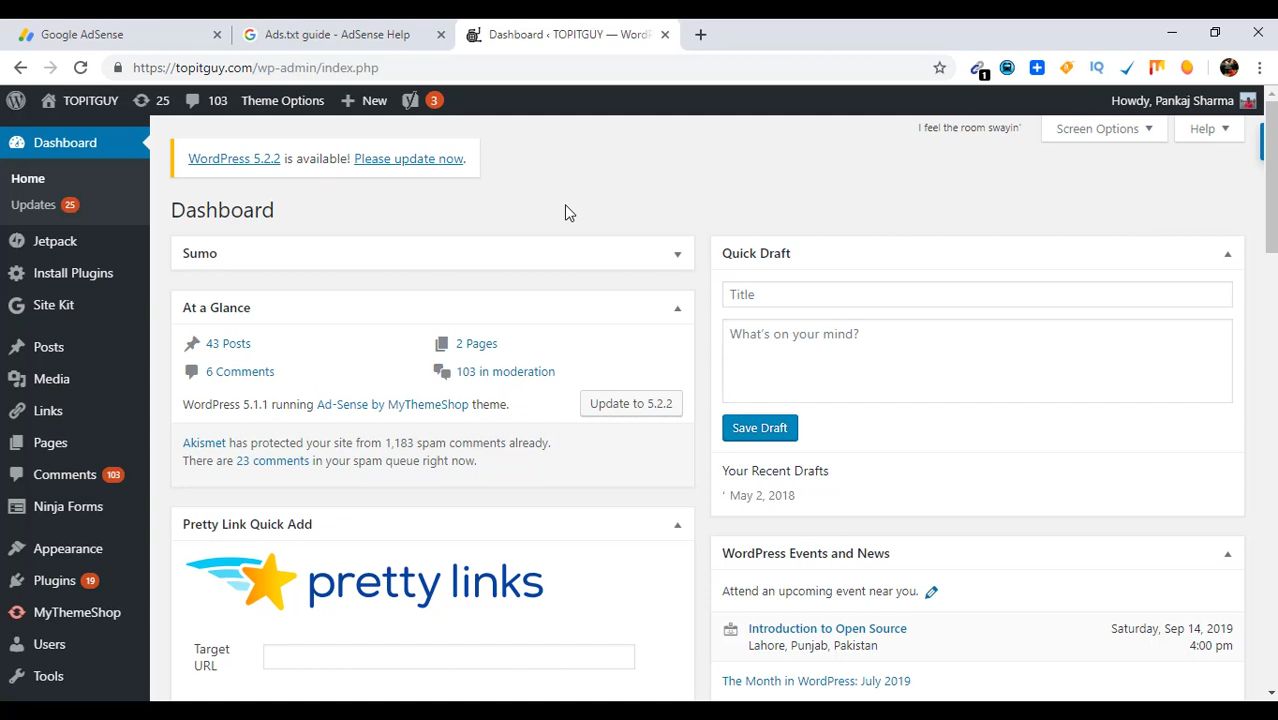 Google AdSense
Ads.txt guide - AdSense Help
Dashboard ‹ TOPITGUY — WordP
https://topitguy.com/wp-admin/index.php
1
TOPITGUY 25 103 Theme Options New 3
Howdy, Pankaj Sharma
I feel the room swayin'
Screen Options
Help
Dashboard
Home
Updates 25
Jetpack
Install Plugins
Site Kit
Posts
Media
Links
Pages
Comments 103
Ninja Forms
Appearance
Plugins 19
MyThemeShop
Users
Tools
WordPress 5.2.2 is available! Please update now.
Dashboard
Sumo
At a Glance
43 Posts
2 Pages
6 Comments
103 in moderation
WordPress 5.1.1 running Ad-Sense by MyThemeShop theme.
Update to 5.2.2
Akismet has protected your site from 1,183 spam comments already.
There are 23 comments in your spam queue right now.
Pretty Link Quick Add
pretty links
Target
URL
Quick Draft
Title
What's on your mind?
Save Draft
Your Recent Drafts
' May 2, 2018
WordPress Events and News
Attend an upcoming event near you.
Introduction to Open Source
Saturday, Sep 14, 2019
Lahore, Punjab, Pakistan
4:00 pm
The Month in WordPress: July 2019